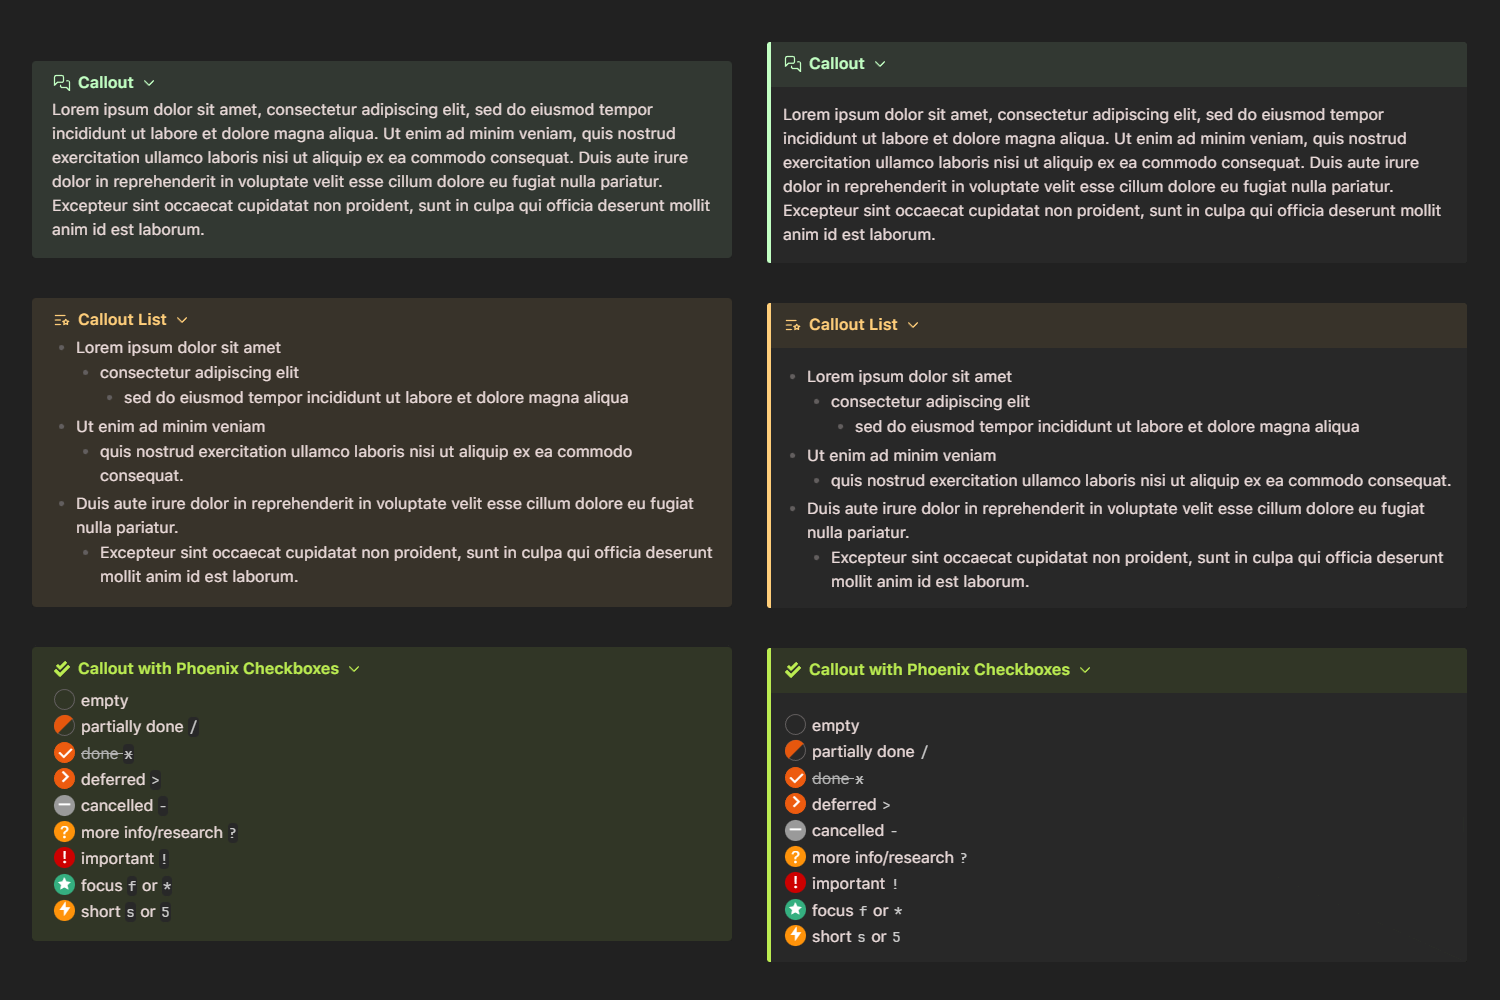 Callout
Lorem ipsum dolor sit amet, consectetur adipiscing elit, sed do eiusmod tempor
incididunt ut labore et dolore magna aliqua. Ut enim ad minim veniam, quis nostrud
exercitation ullamco laboris nisi ut aliquip ex ea commodo consequat. Duis aute irure
dolor in reprehenderit in voluptate velit esse cillum dolore eu fugiat nulla pariatur.
Excepteur sint occaecat cupidatat non proident, sunt in culpa qui officia deserunt mollit
anim id est laborum.
Callout List
Lorem ipsum dolor sit amet
consectetur adipiscing elit
sed do eiusmod tempor incididunt ut labore et dolore magna aliqua
Ut enim ad minim veniam
quis nostrud exercitation ullamco laboris nisi ut aliquip ex ea commodo
consequat.
Duis aute irure dolor in reprehenderit in voluptate velit esse cillum dolore eu fugiat
nulla pariatur.
Excepteur sint occaecat cupidatat non proident, sunt in culpa qui officia deserunt
mollit anim id est laborum.
Callout with Phoenix Checkboxes
empty
partially done /
done x
deferred >
cancelled -
more info/research ?
important !
focus f or *
short s or 5
Callout
Lorem ipsum dolor sit amet, consectetur adipiscing elit, sed do eiusmod tempor
incididunt ut labore et dolore magna aliqua. Ut enim ad minim veniam, quis nostrud
exercitation ullamco laboris nisi ut aliquip ex ea commodo consequat. Duis aute irure
dolor in reprehenderit in voluptate velit esse cillum dolore eu fugiat nulla pariatur.
Excepteur sint occaecat cupidatat non proident, sunt in culpa qui officia deserunt mollit
anim id est laborum.
Callout List
Lorem ipsum dolor sit amet
consectetur adipiscing elit
sed do eiusmod tempor incididunt ut labore et dolore magna aliqua
Ut enim ad minim veniam
quis nostrud exercitation ullamco laboris nisi ut aliquip ex ea commodo consequat.
Duis aute irure dolor in reprehenderit in voluptate velit esse cillum dolore eu fugiat
nulla pariatur.
Excepteur sint occaecat cupidatat non proident, sunt in culpa qui officia deserunt
mollit anim id est laborum.
Callout with Phoenix Checkboxes
empty
partially done /
done x
deferred >
cancelled -
more info/research ?
important !
focus f or *
short s or 5